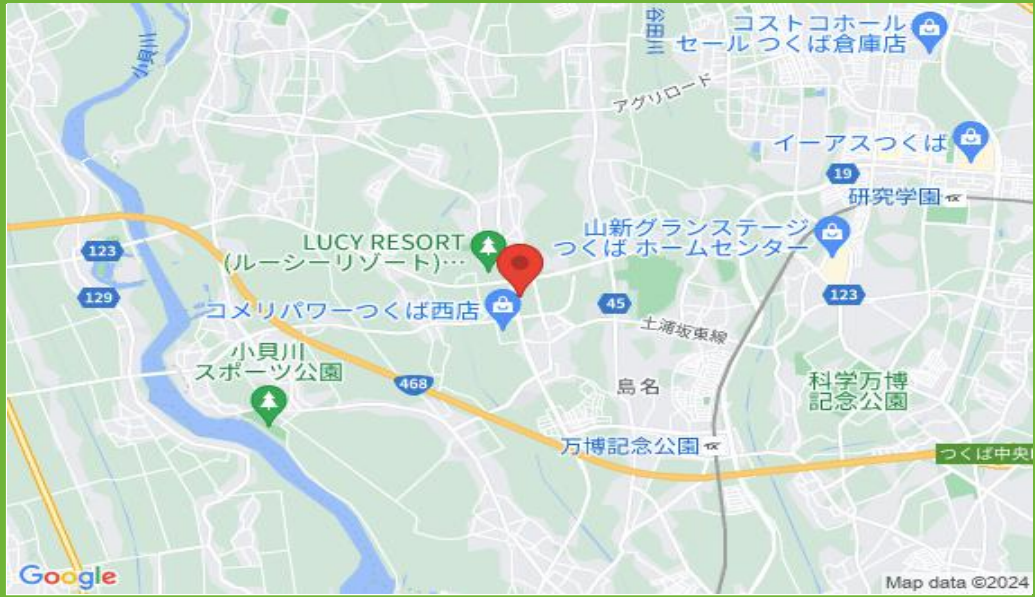 コストコホール
セール つくば倉庫店
谷田川
小貝川
アグリロード
イーアスつくば
19
研究学園
山新グランステージ
つくば ホームセンター
LUCY RESORT
(ルーシーリゾート)…
123
129
コメリパワーつくば西店
45
123
土浦坂東線
小貝川
スポーツ公園
468
島名
科学万博
記念公園
万博記念公園
つくば中央I
Google
Map data ©2024